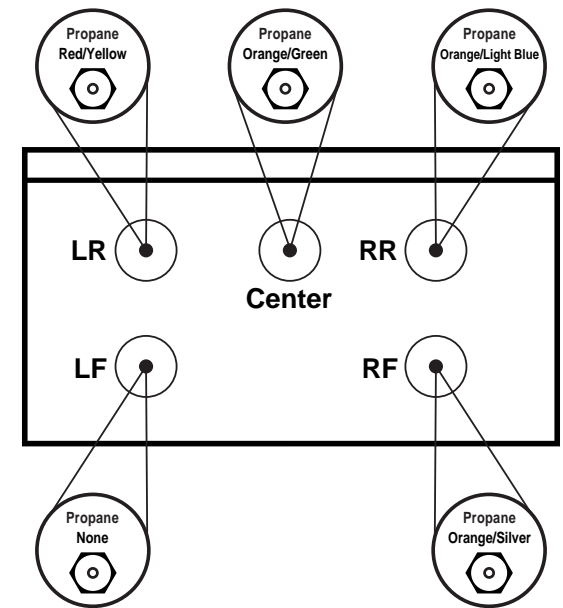 Propane
Red/Yellow
Propane
Orange/Green
Propane
Orange/Light Blue
LR
RR
Center
LF
RF
Propane
None
Propane
Orange/Silver